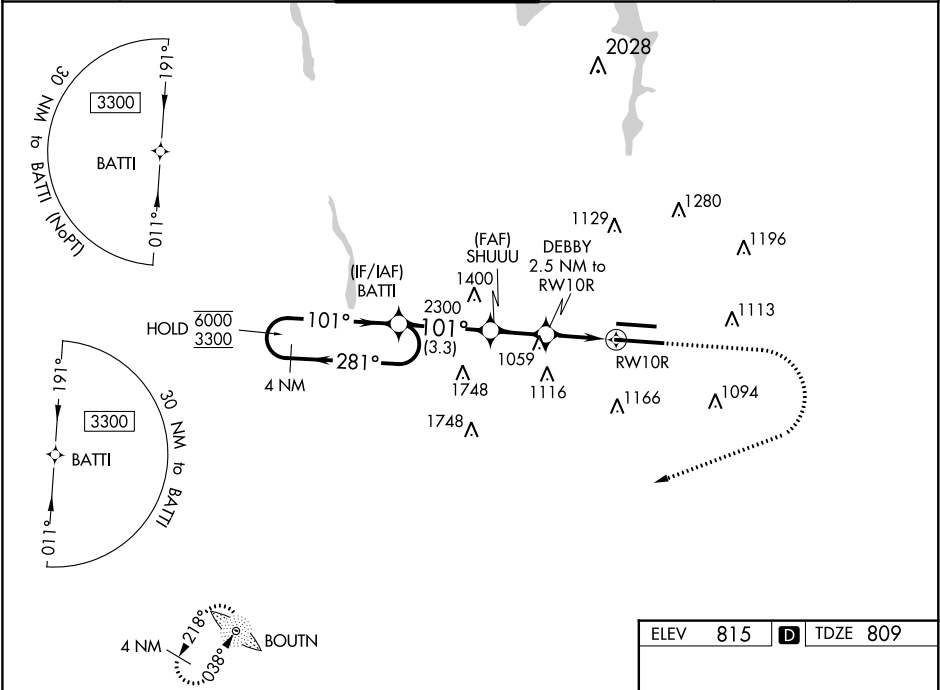 2028
30 NM to BATTI (NoPT)
3300
191°
BATTI
011°
1280
1129
1196
(FAF)
SHUUU
DEBBY
2.5 NM to
RW10R
(IF/IAF)
BATTI
1400
2300
HOLD 6000
3300
101°
101°
(3.3)
1113
281°
4 NM
1059
RW10R
1748
1116
1166
1094
1748
191°
3300
BATTI
011°
30 NM to BATTI
4 NM
218°
038°
BOUTN
ELEV 815 D TDZE 809